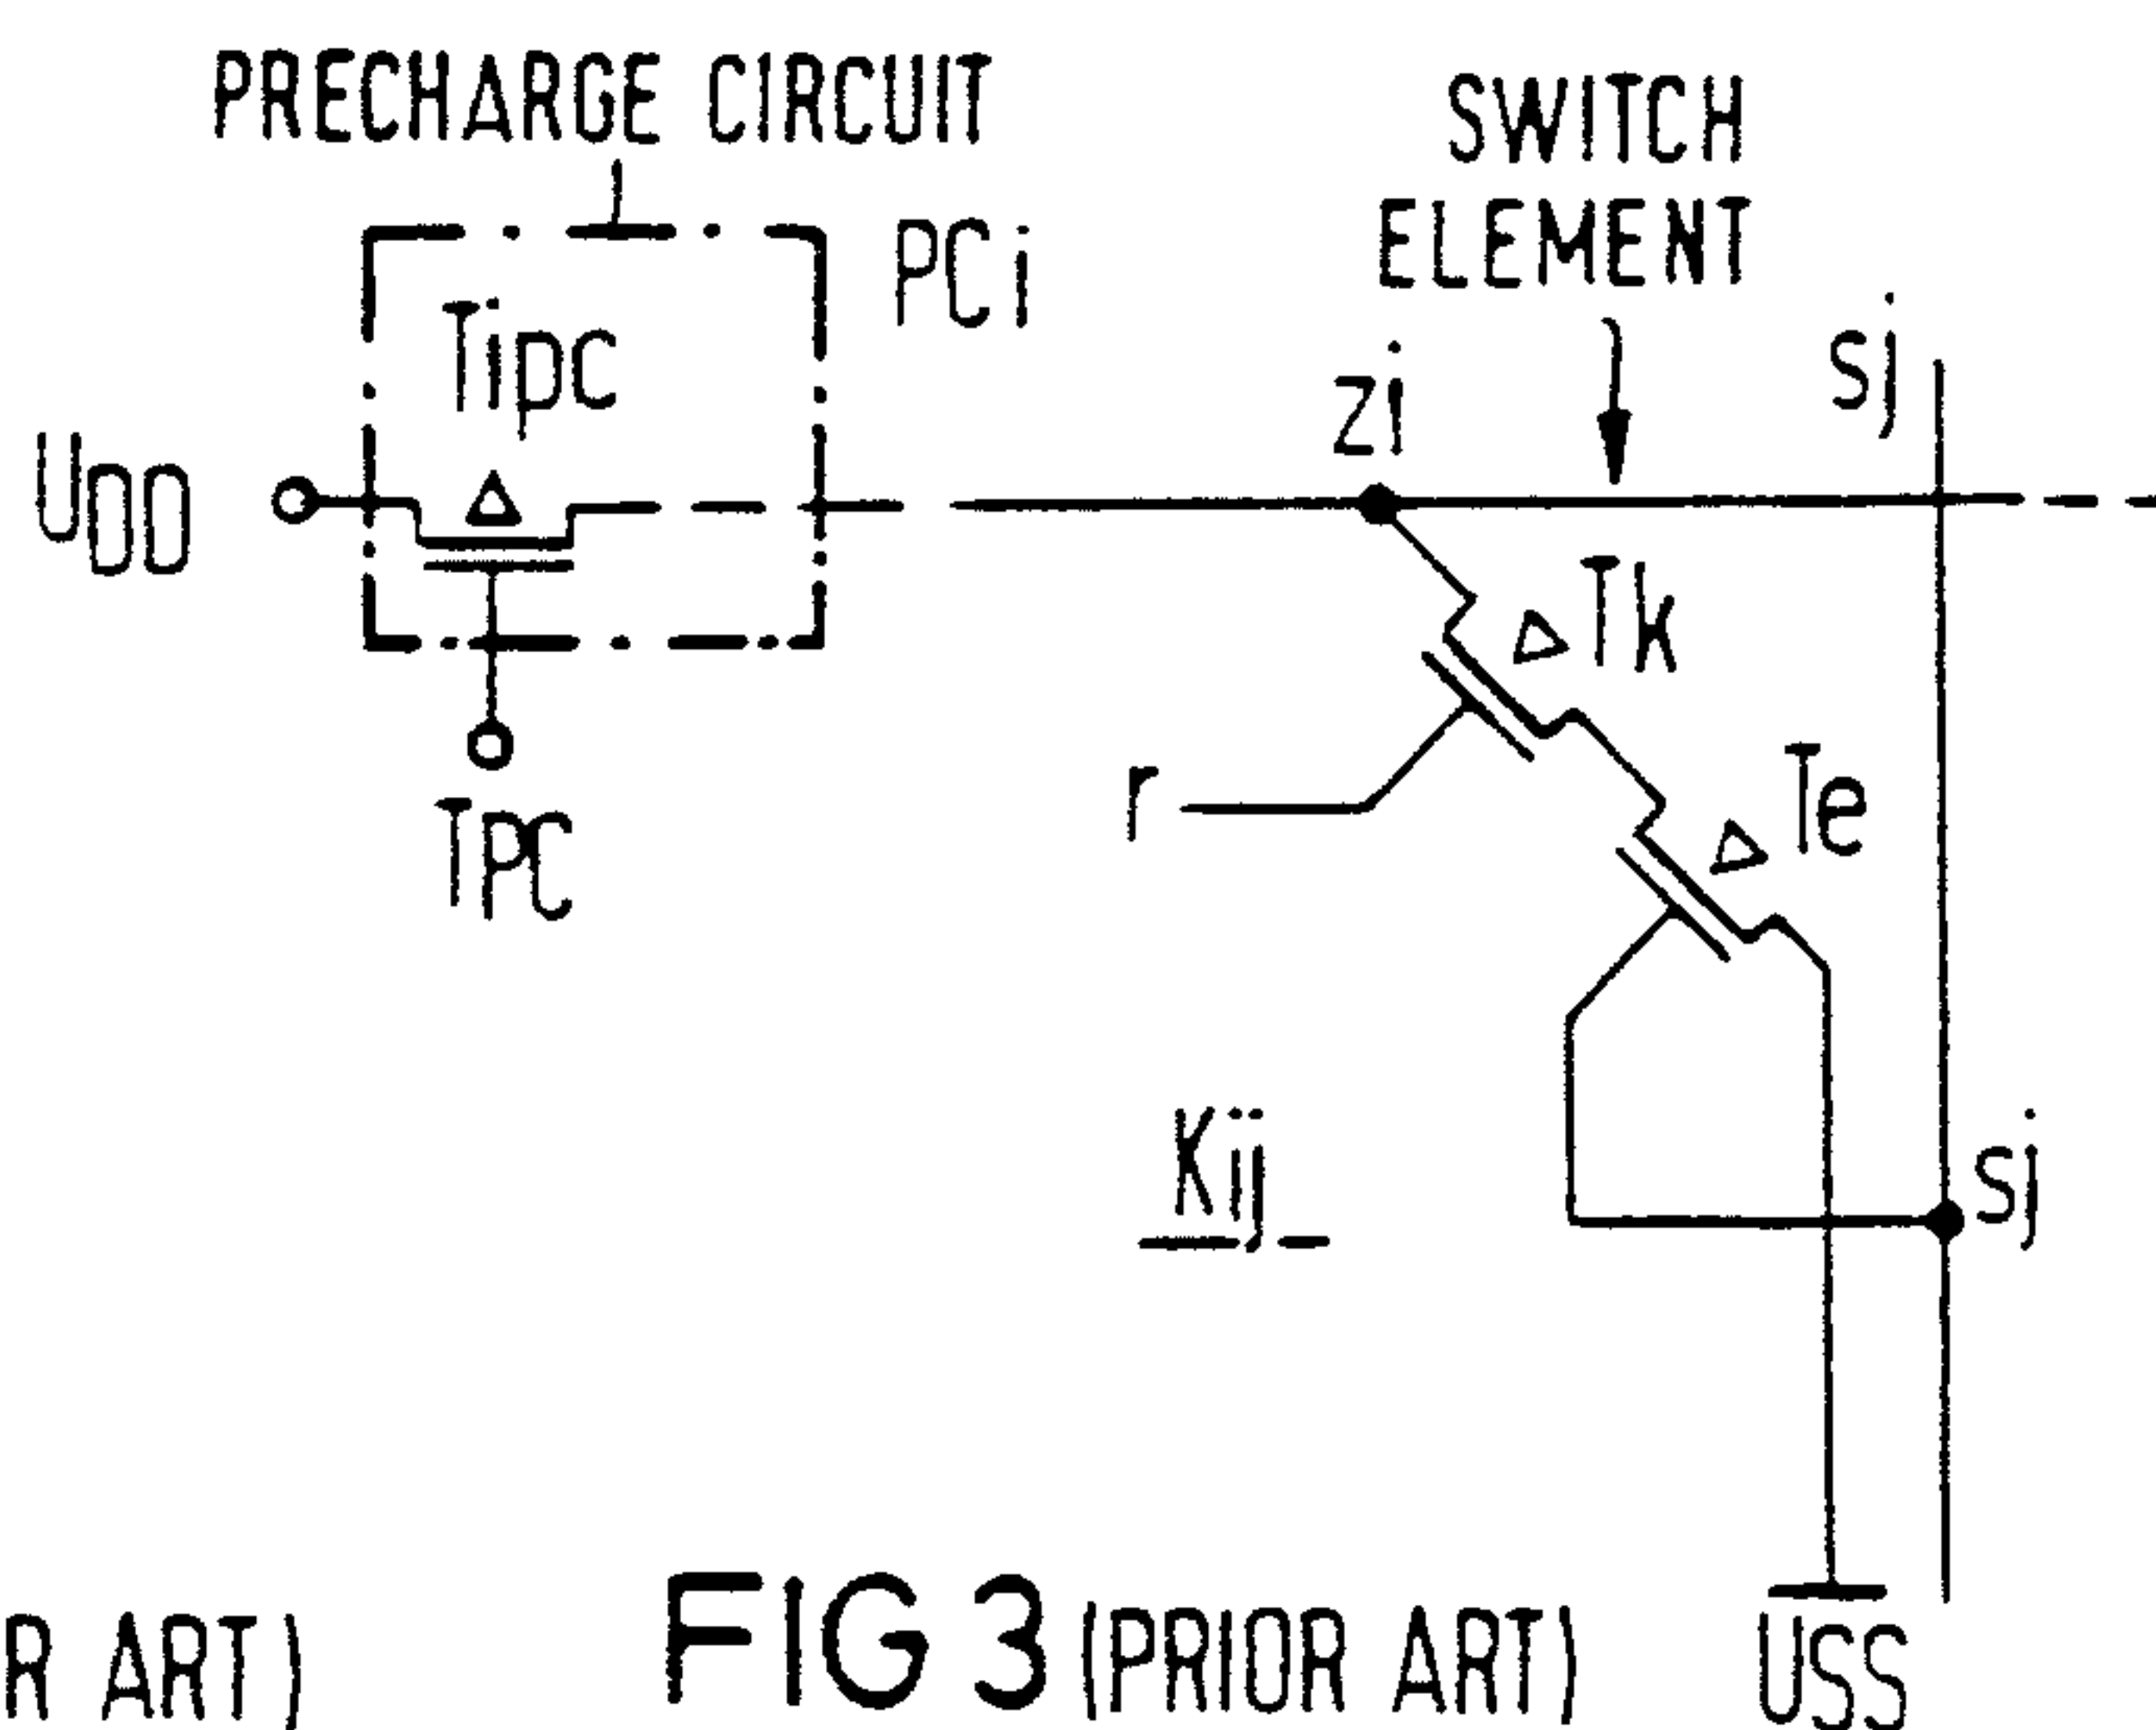 PRECHARGE CIRCUIT
SWITCH
ELEMENT
PCi
Tipc
zi
sj
UDD
Tk
r
Te
TPC
Kij
sj
R ART)
FIG 3 (PRIOR ART)
USS